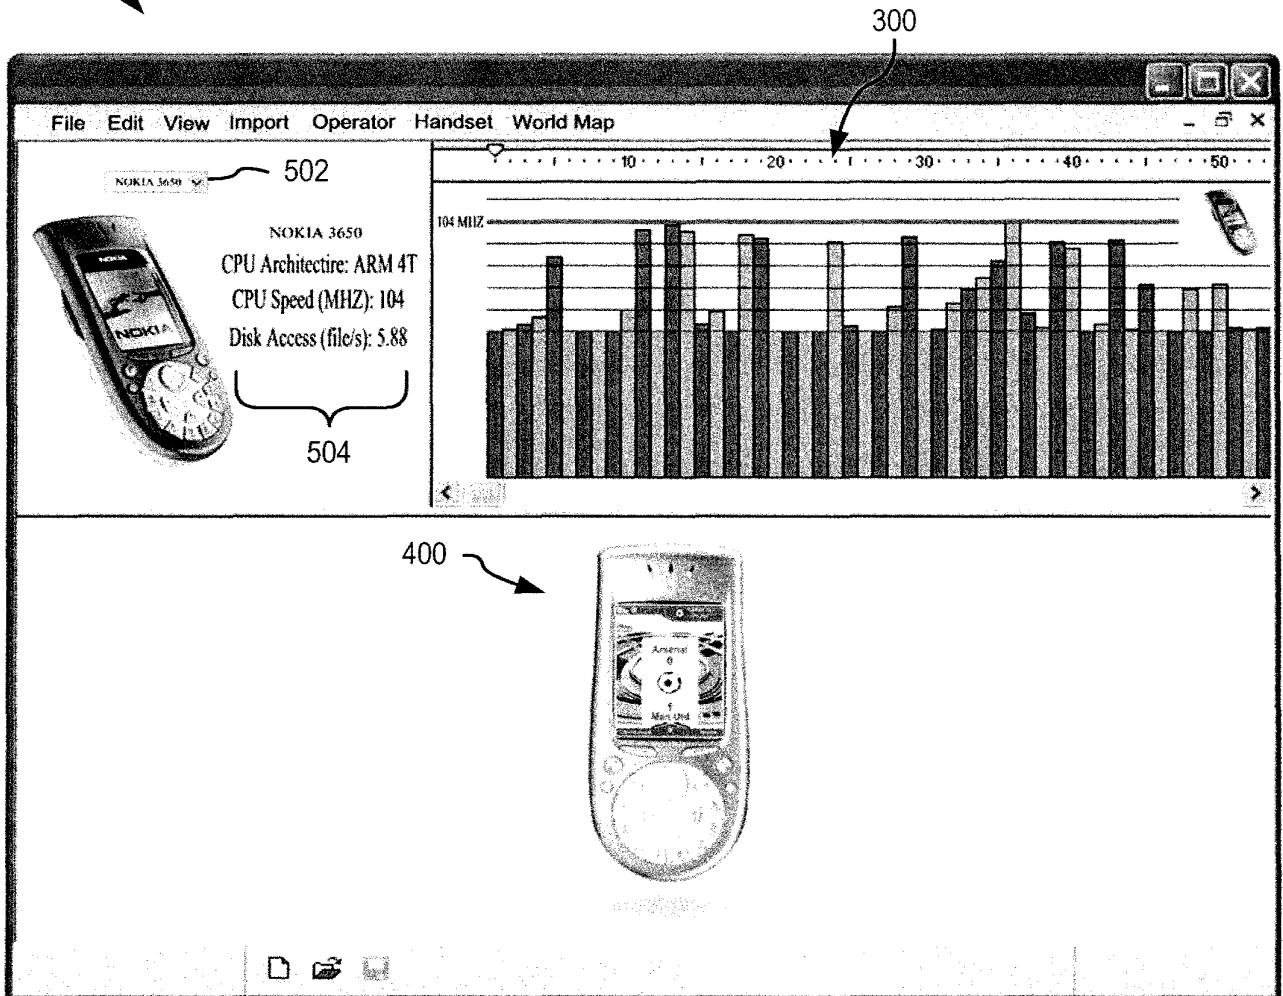 300
File Edit View Import Operator Handset World Map
10 20 30 40 50
NOKIA 3650
502
104 MHZ
NOKIA
NOKIA
NOKIA 3650
CPU Architectire: ARM 4T
CPU Speed (MHZ): 104
Disk Access (file/s): 5.88
504
400
Arsenal
0
1
Man Utd